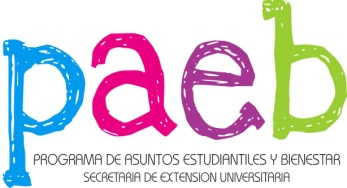 paeb
PROGRAMA DE ASUNTOS ESTUDIANTILES Y BIENESTAR
SECRETARIA DE EXTENSION UNIVERSITARIA